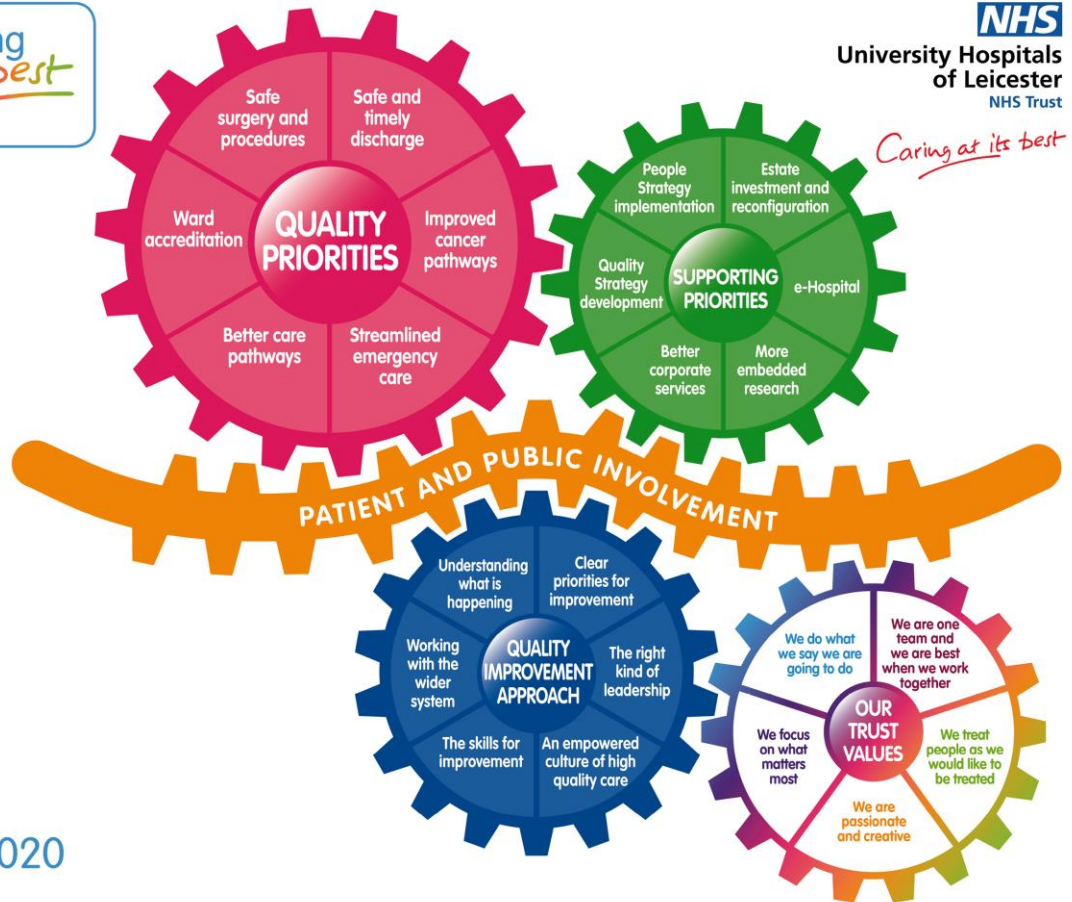 best
NHS
University Hospitals
of Leicester
NHS Trust
Caring at its best
Safe
surgery and
procedures
Safe and
timely
discharge
Ward
accreditation
QUALITY
PRIORITIES
Improved
cancer
pathways
Better care
pathways
Streamlined
emergency
care
People
Strategy
implementation
Estate
investment and
reconfiguration
Quality
Strategy
development
SUPPORTING
PRIORITIES
e-Hospital
Better
corporate
services
More
embedded
research
PATIENT AND PUBLIC INVOLVEMENT
Understanding
what is
happening
Clear
priorities for
improvement
Working
with the
wider
system
QUALITY
IMPROVEMENT
APPROACH
The right
kind of
leadership
The skills for
improvement
An empowered
culture of high
quality care
We do what
we say we are
going to do
We are one
team and
we are best
when we work
together
We focus
on what
matters
most
OUR
TRUST
VALUES
We treat
people as we
would like to
be treated
We are
passionate
and creative
020